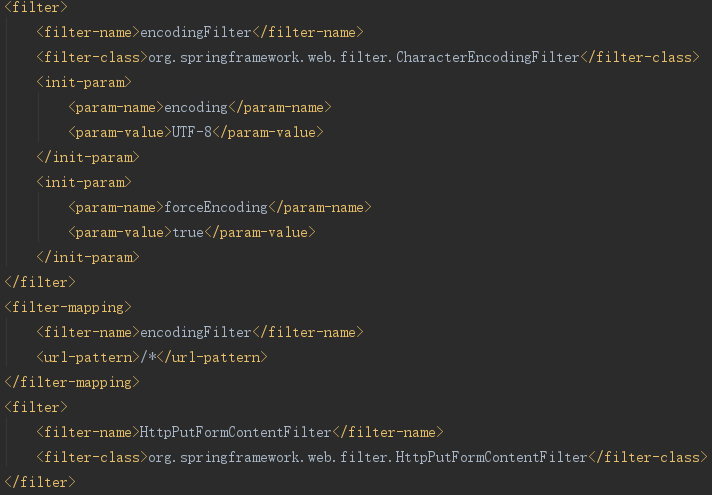 <filter>
    <filter-name>encodingFilter</filter-name>
    <filter-class>org.springframework.web.filter.CharacterEncodingFilter</filter-class>
    <init-param>
        <param-name>encoding</param-name>
        <param-value>UTF-8</param-value>
    </init-param>
    <init-param>
        <param-name>forceEncoding</param-name>
        <param-value>true</param-value>
    </init-param>
</filter>
<filter-mapping>
    <filter-name>encodingFilter</filter-name>
    <url-pattern>/*</url-pattern>
</filter-mapping>
<filter>
    <filter-name>HttpPutFormContentFilter</filter-name>
    <filter-class>org.springframework.web.filter.HttpPutFormContentFilter</filter-class>
</filter>